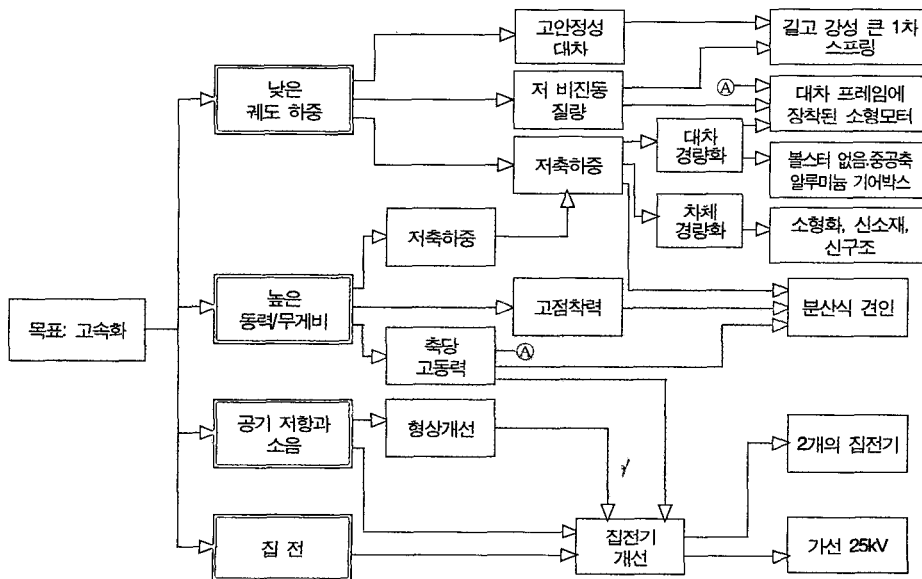 고안정성
대차
길고 강성 큰 1차
스프링
낮은
궤도 하중
저 비진동
질량
Ⓐ
대차 프레임에
장착된 소형모터
저축하중
대차
경량화
볼스터 없음.중공축
알루미늄 기어박스
차체
경량화
소형화, 신소재,
신구조
저축하중
목표: 고속화
높은
동력/무게비
고점착력
분산식 견인
축당
고동력
Ⓐ
공기 저항과
소음
형상개선
2개의 집전기
집 전
집전기
개선
가선 25kV